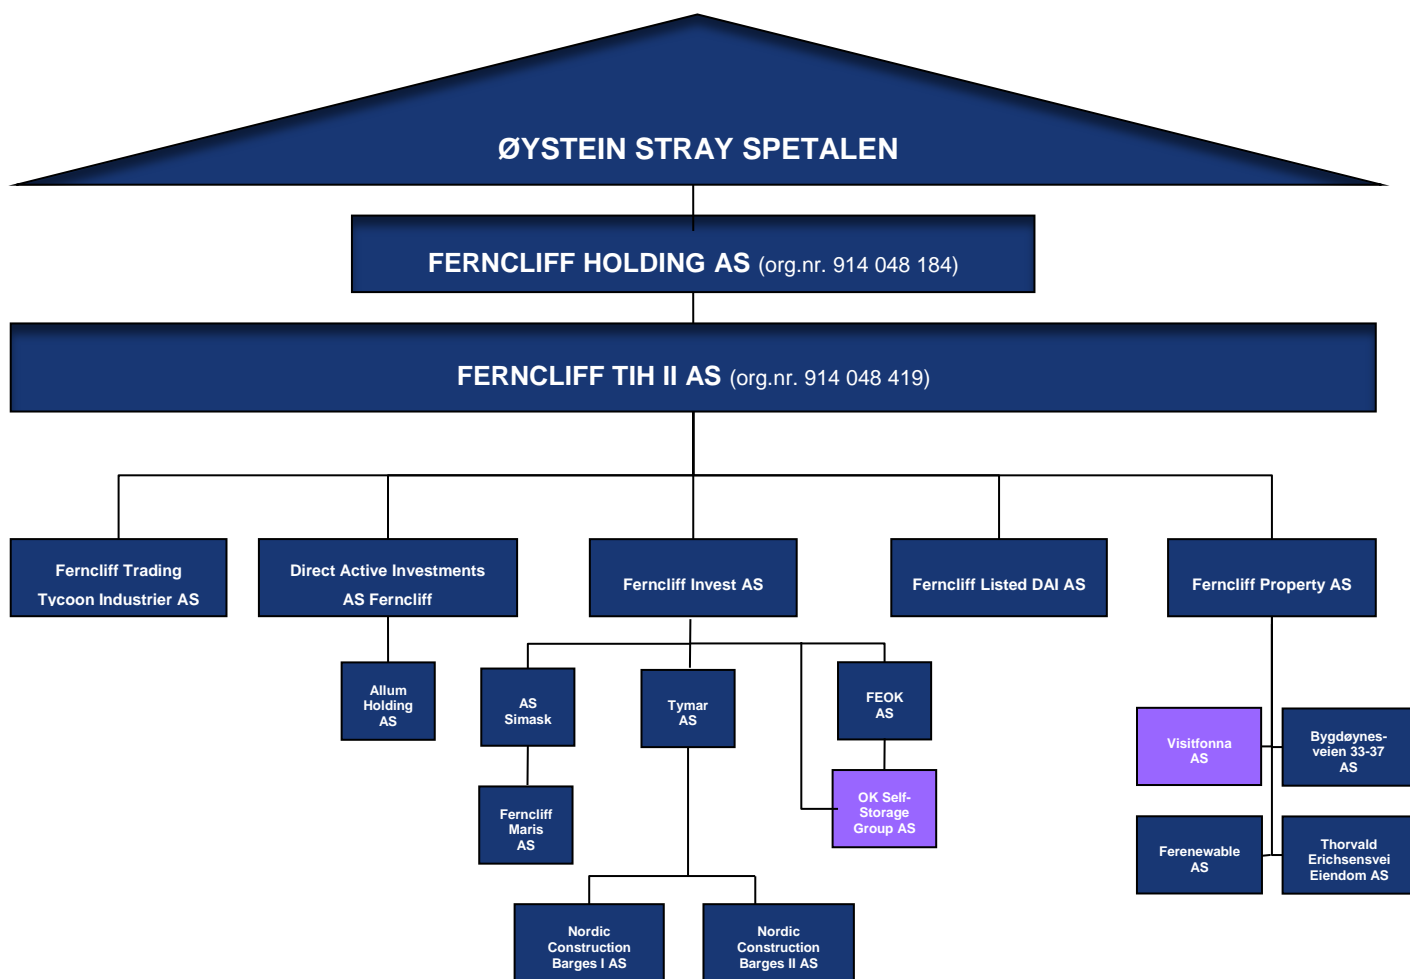 ØYSTEIN STRAY SPETALEN
FERNCLIFF HOLDING AS (org.nr. 914 048 184)
FERNCLIFF TIH II AS (org.nr. 914 048 419)
Ferncliff Trading
Tycoon Industrier AS
Direct Active Investments
AS Ferncliff
Ferncliff Invest AS
Ferncliff Listed DAI AS
Ferncliff Property AS
Allum
Holding
AS
AS
Simask
Tymar
AS
FEOK
AS
Visitfonna
AS
Bygdøynes-
veien 33-37
AS
Ferncliff
Maris
AS
OK Self-
Storage
Group AS
Ferenewable
AS
Thorvald
Erichsensvei
Eiendom AS
Nordic
Construction
Barges I AS
Nordic
Construction
Barges II AS